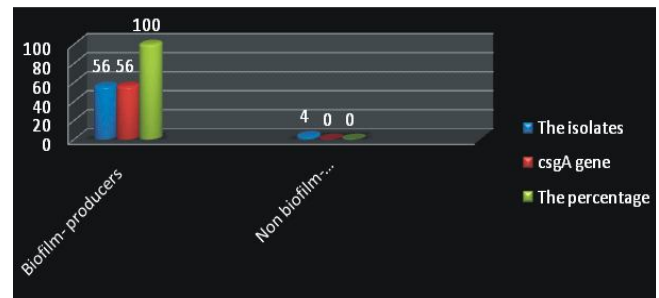 100
80
60
40
20
0
56 56 100
4 0 0
Biofilm- producers
Non biofilm-...
The isolates
csgA gene
The percentage